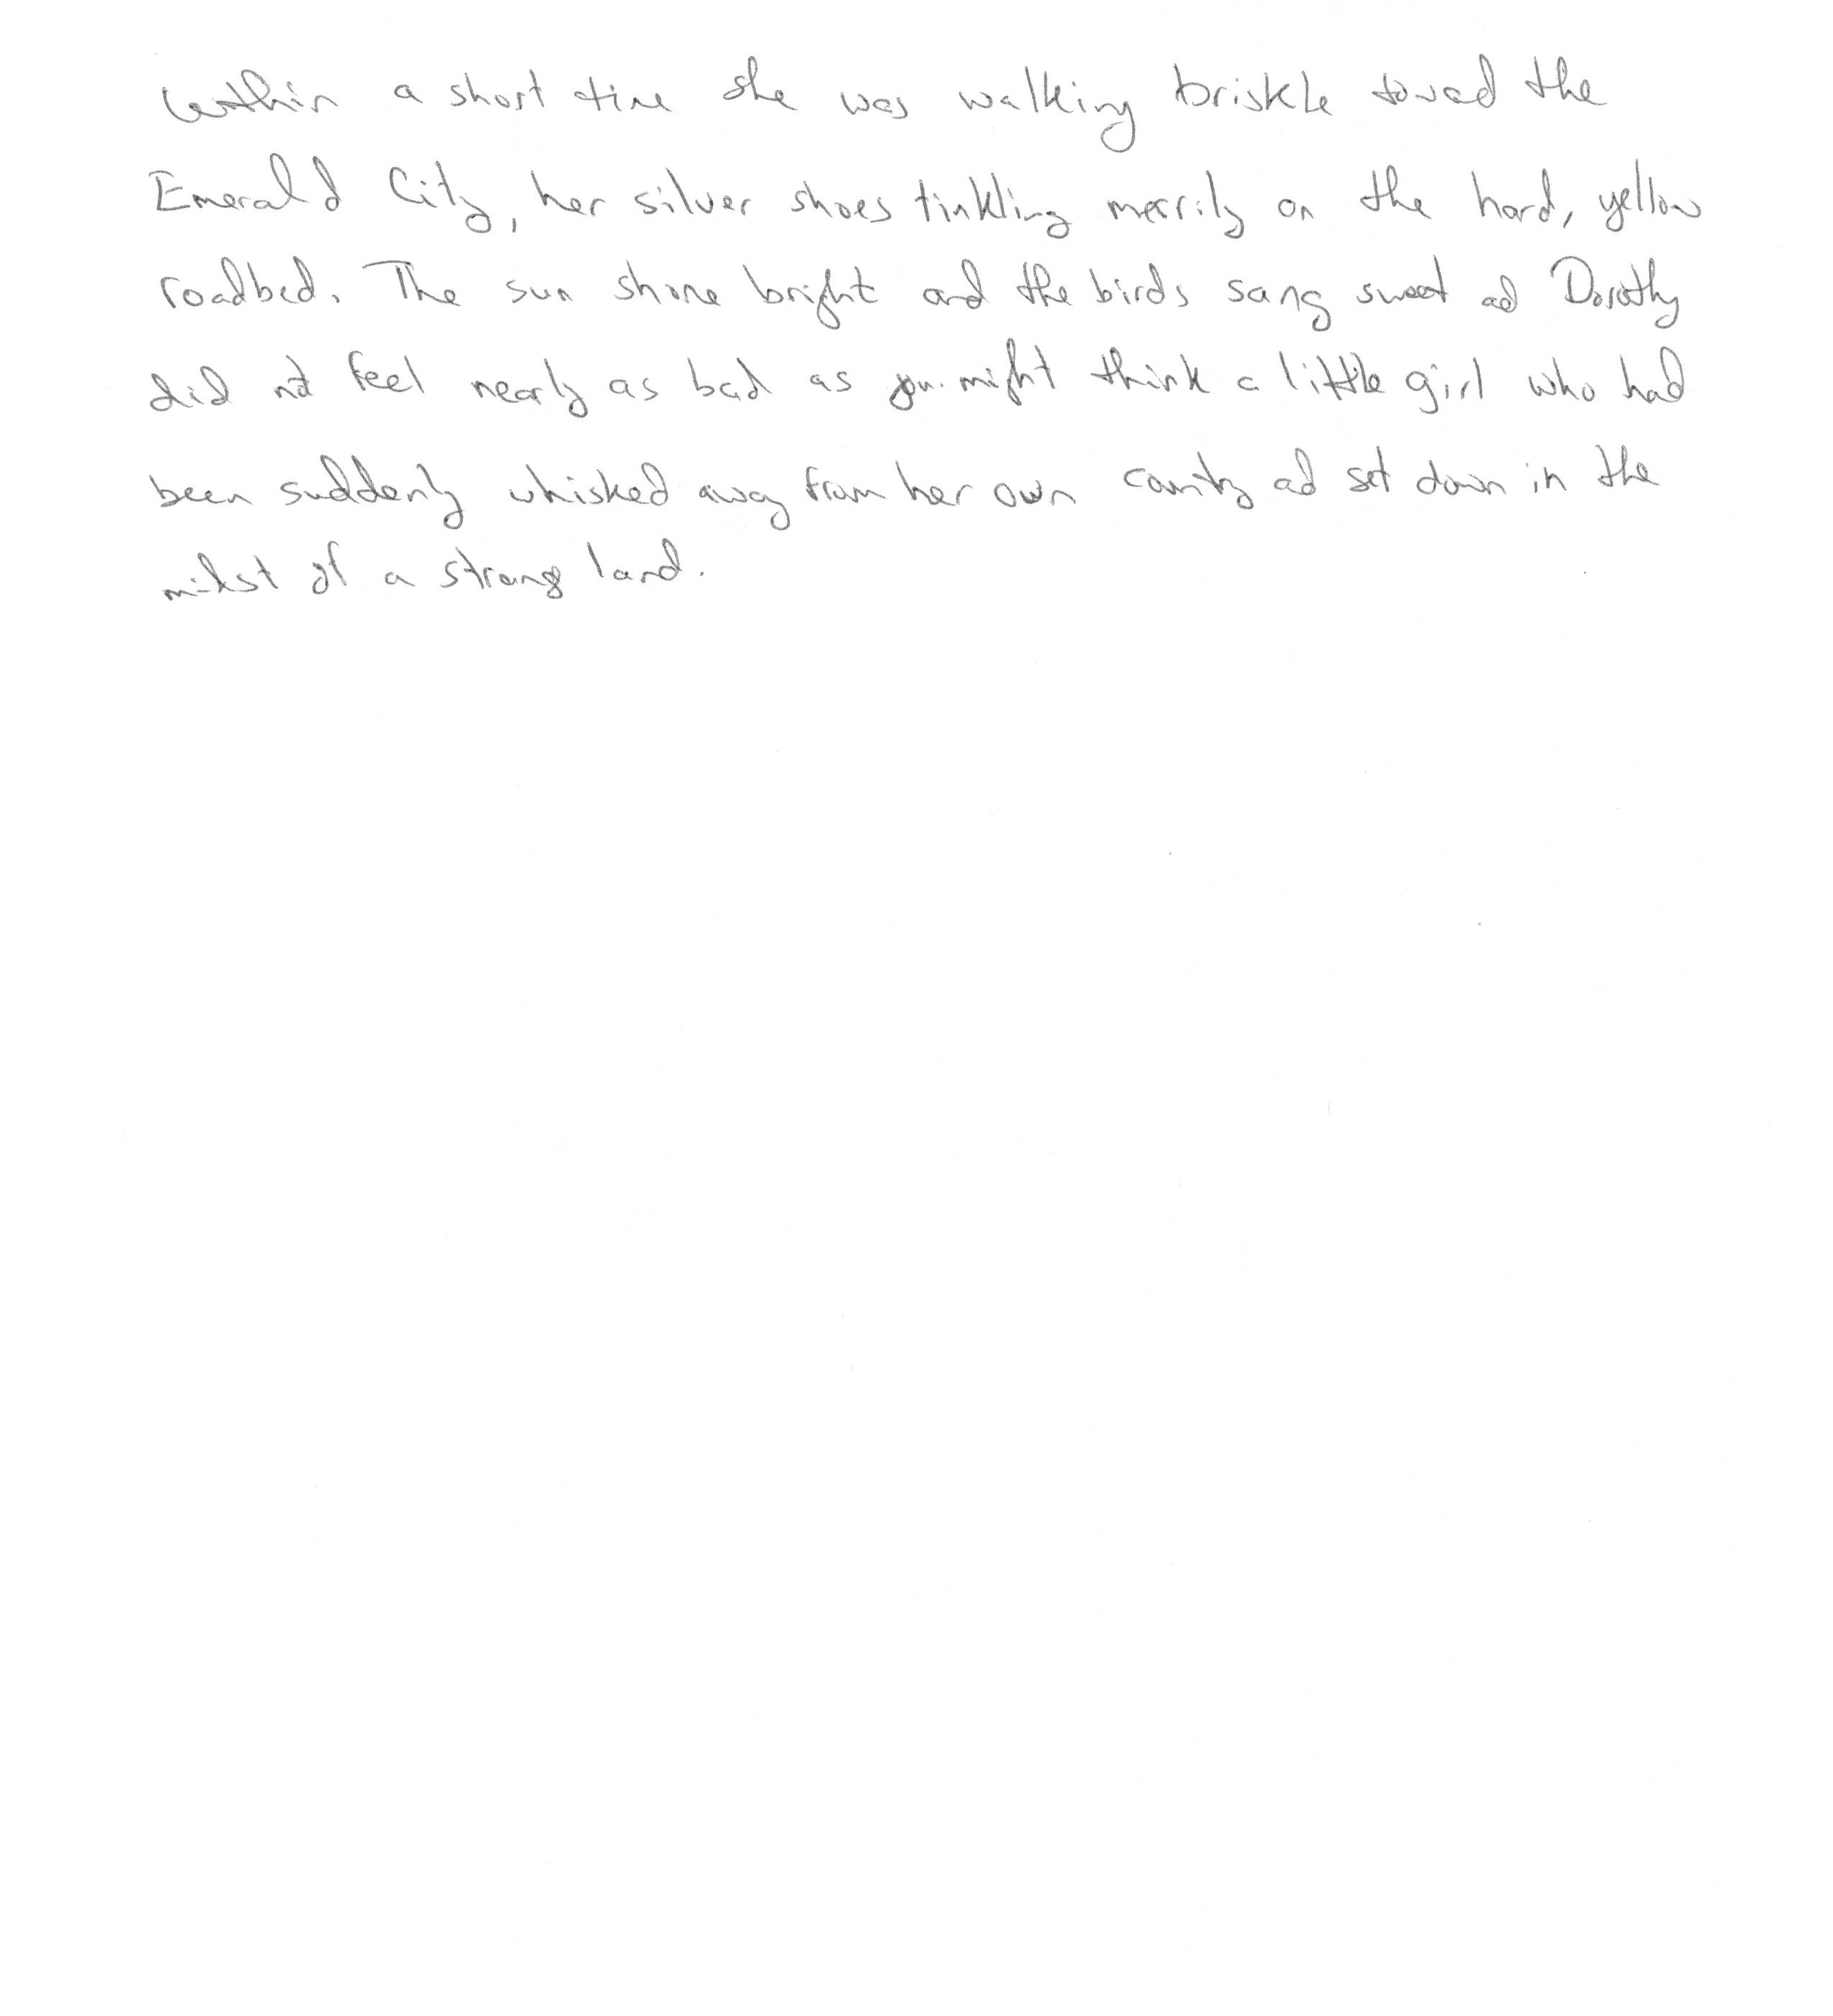 Within a short time she was walking briskle toward the
Emerald City, her silver shoes tinkling merrily on the hard, yellow
roadbed. The sun shone bright and the birds sang sweet ad Dorothy
did not feel nearly as bad as you might think a little girl who had
been suddenly whisked away from her own country ad set down in the
midst of a strang land.